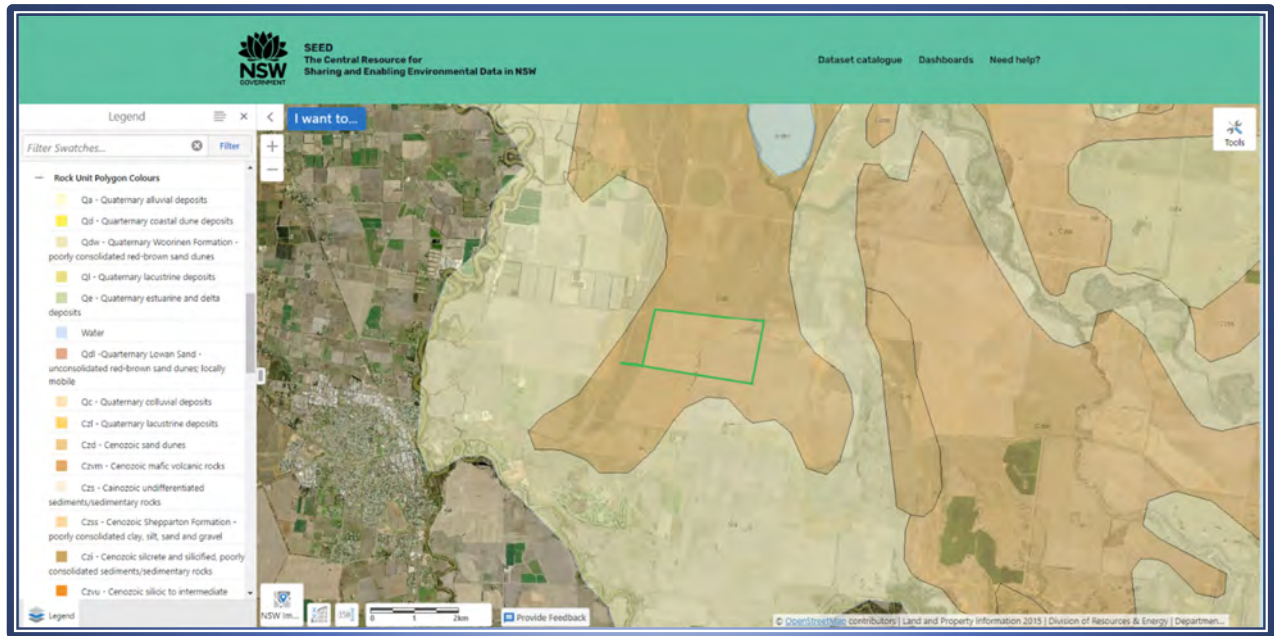 SEED
The Central Resource for
Sharing and Enabling Environmental Data in NSW
NSW
GOVERNMENT
Dataset catalogue Dashboards Need help?
Legend
I want to...
Tools
Filter Swatches...
Filter
Rock Unit Polygon Colours
Qa - Quaternary alluvial deposits
Qd - Quarternary coastal dune deposits
Qdw - Quaternary Woorinen Formation -
poorly consolidated red-brown sand dunes
Ql - Quaternary lacustrine deposits
Qe - Quaternary estuarine and delta
deposits
Water
Qdl -Quarternary Lowan Sand -
unconsolidated red-brown sand dunes; locally
mobile
Qc - Quaternary colluvial deposits
Czl - Quaternary lacustrine deposits
Czd - Cenozoic sand dunes
Czvm - Cenozoic mafic volcanic rocks
Czs - Cainozoic undifferentiated
sediments/sedimentary rocks
Czss - Cenozoic Shepparton Formation -
poorly consolidated clay, silt, sand and gravel
Czi - Cenozoic silcrete and silicified, poorly
consolidated sediments/sedimentary rocks
Czvu - Cenozoic silicic to intermediate
Legend
NSW Im...
0 1 2km
Provide Feedback
© OpenStreetMap contributors | Land and Property Information 2015 | Division of Resources & Energy | Departmen...